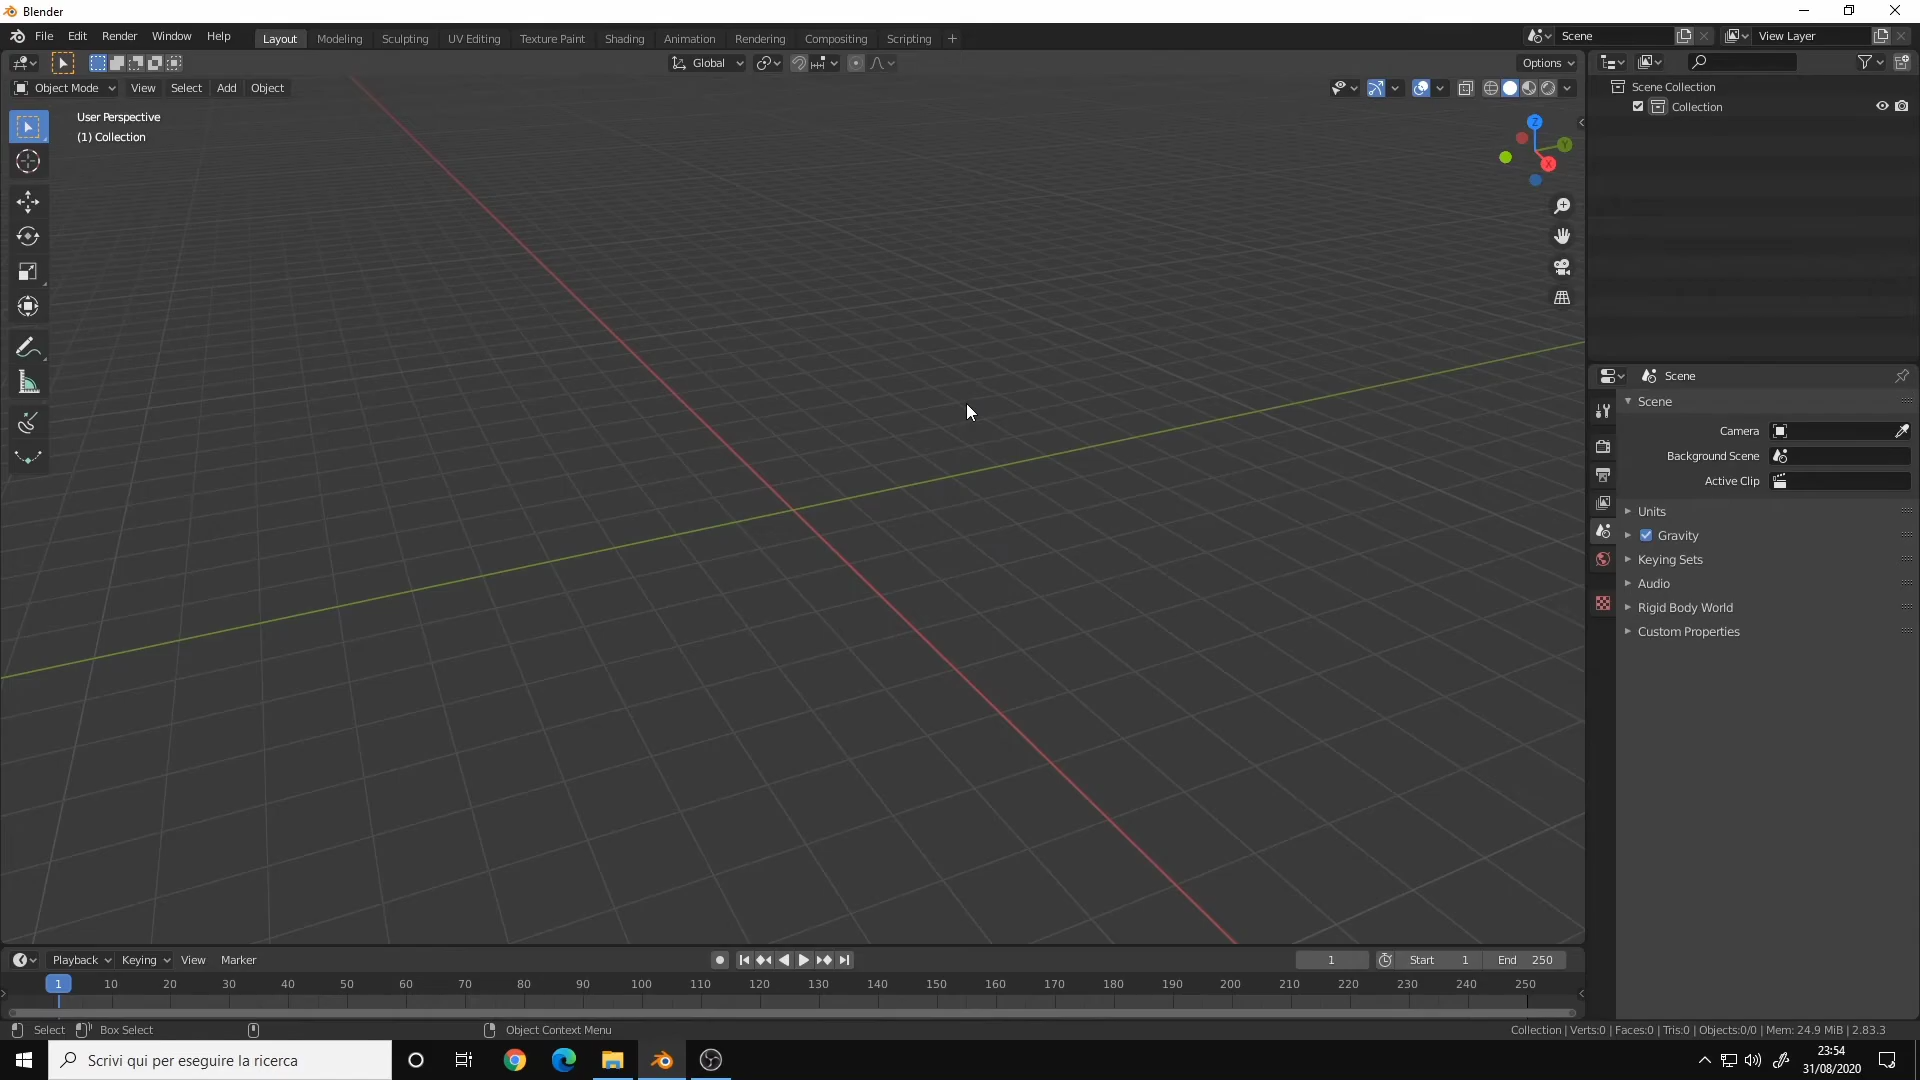 Blender
File Edit Render Window Help Layout Modeling Sculpting UV Editing Texture Paint Shading Animation Rendering Compositing Scripting + Scene View Layer
Global Options
Object Mode View Select Add Object
User Perspective
(1) Collection
Z
Y
X
Scene Collection
Collection
Scene
Scene
Camera
Background Scene
Active Clip
Units
Gravity
Keying Sets
Audio
Rigid Body World
Custom Properties
Playback Keying View Marker 1 Start 1 End 250
1 10 20 30 40 50 60 70 80 90 100 110 120 130 140 150 160 170 180 190 200 210 220 230 240 250
Select Box Select Object Context Menu Collection | Verts:0 | Faces:0 | Tris:0 | Objects:0/0 | Mem: 24.9 MiB | 2.83.3
Scrivi qui per eseguire la ricerca
23:54
31/08/2020